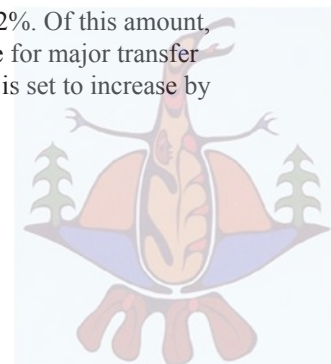 2%. Of this amount,
for major transfer
is set to increase by